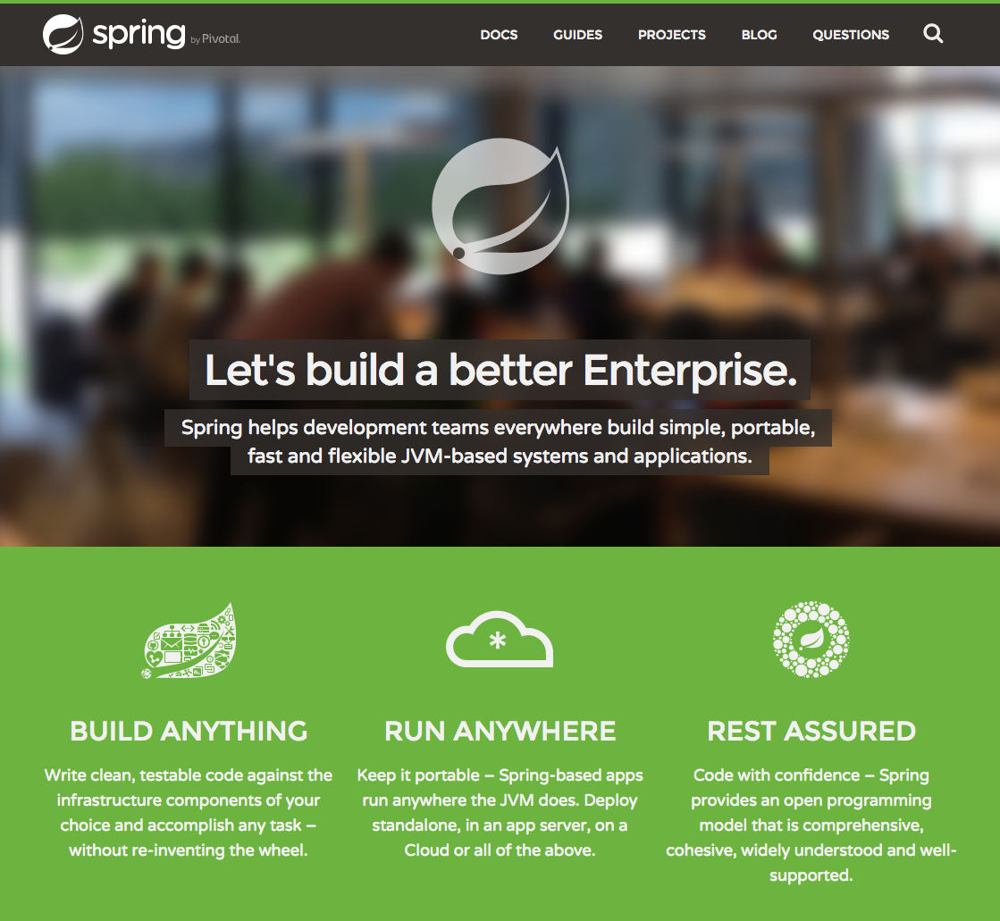 spring by Pivotal.
DOCS GUIDES PROJECTS BLOG QUESTIONS
Let's build a better Enterprise.
Spring helps development teams everywhere build simple, portable,
fast and flexible JVM-based systems and applications.
BUILD ANYTHING
Write clean, testable code against the
infrastructure components of your
choice and accomplish any task –
without re-inventing the wheel.
RUN ANYWHERE
Keep it portable – Spring-based apps
run anywhere the JVM does. Deploy
standalone, in an app server, on a
Cloud or all of the above.
REST ASSURED
Code with confidence – Spring
provides an open programming
model that is comprehensive,
cohesive, widely understood and well-
supported.